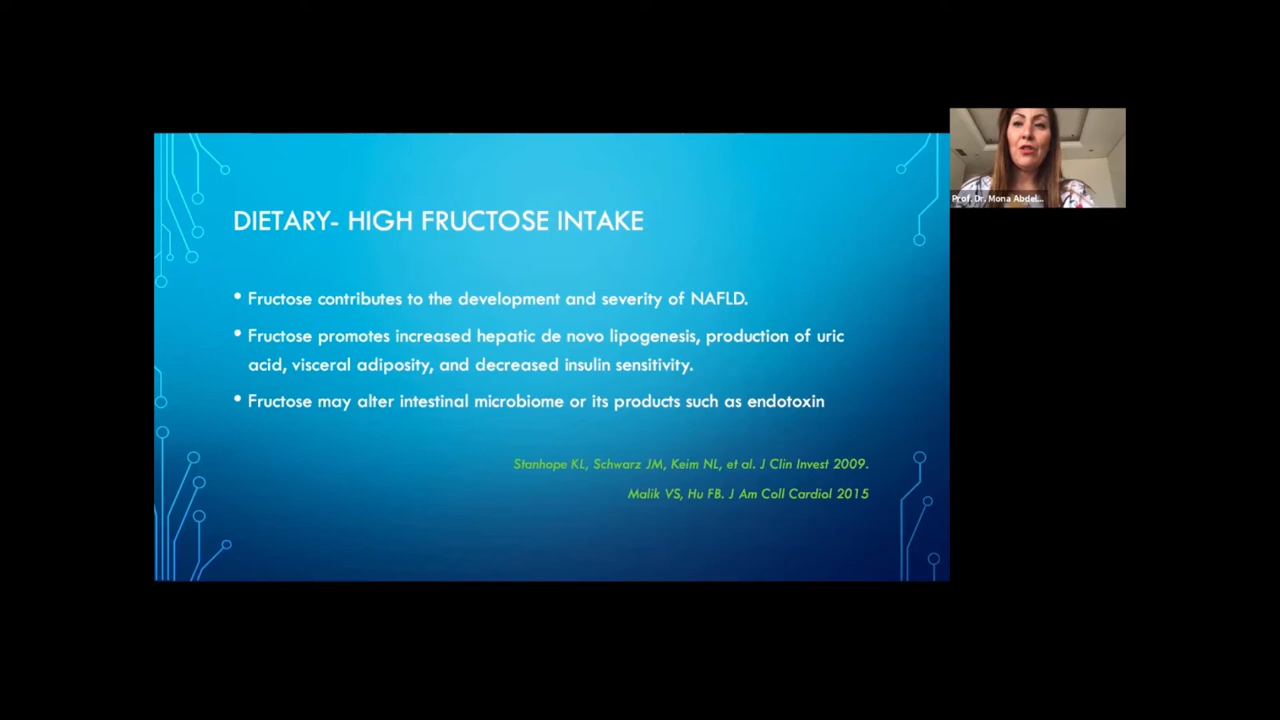 DIETARY- HIGH FRUCTOSE INTAKE
• Fructose contributes to the development and severity of NAFLD.
• Fructose promotes increased hepatic de novo lipogenesis, production of uric
acid, visceral adiposity, and decreased insulin sensitivity.
• Fructose may alter intestinal microbiome or its products such as endotoxin
Stanhope KL, Schwarz JM, Keim NL, et al. J Clin Invest 2009.
Malik VS, Hu FB. J Am Coll Cardiol 2015
Prof. Dr. Mona Abdel...